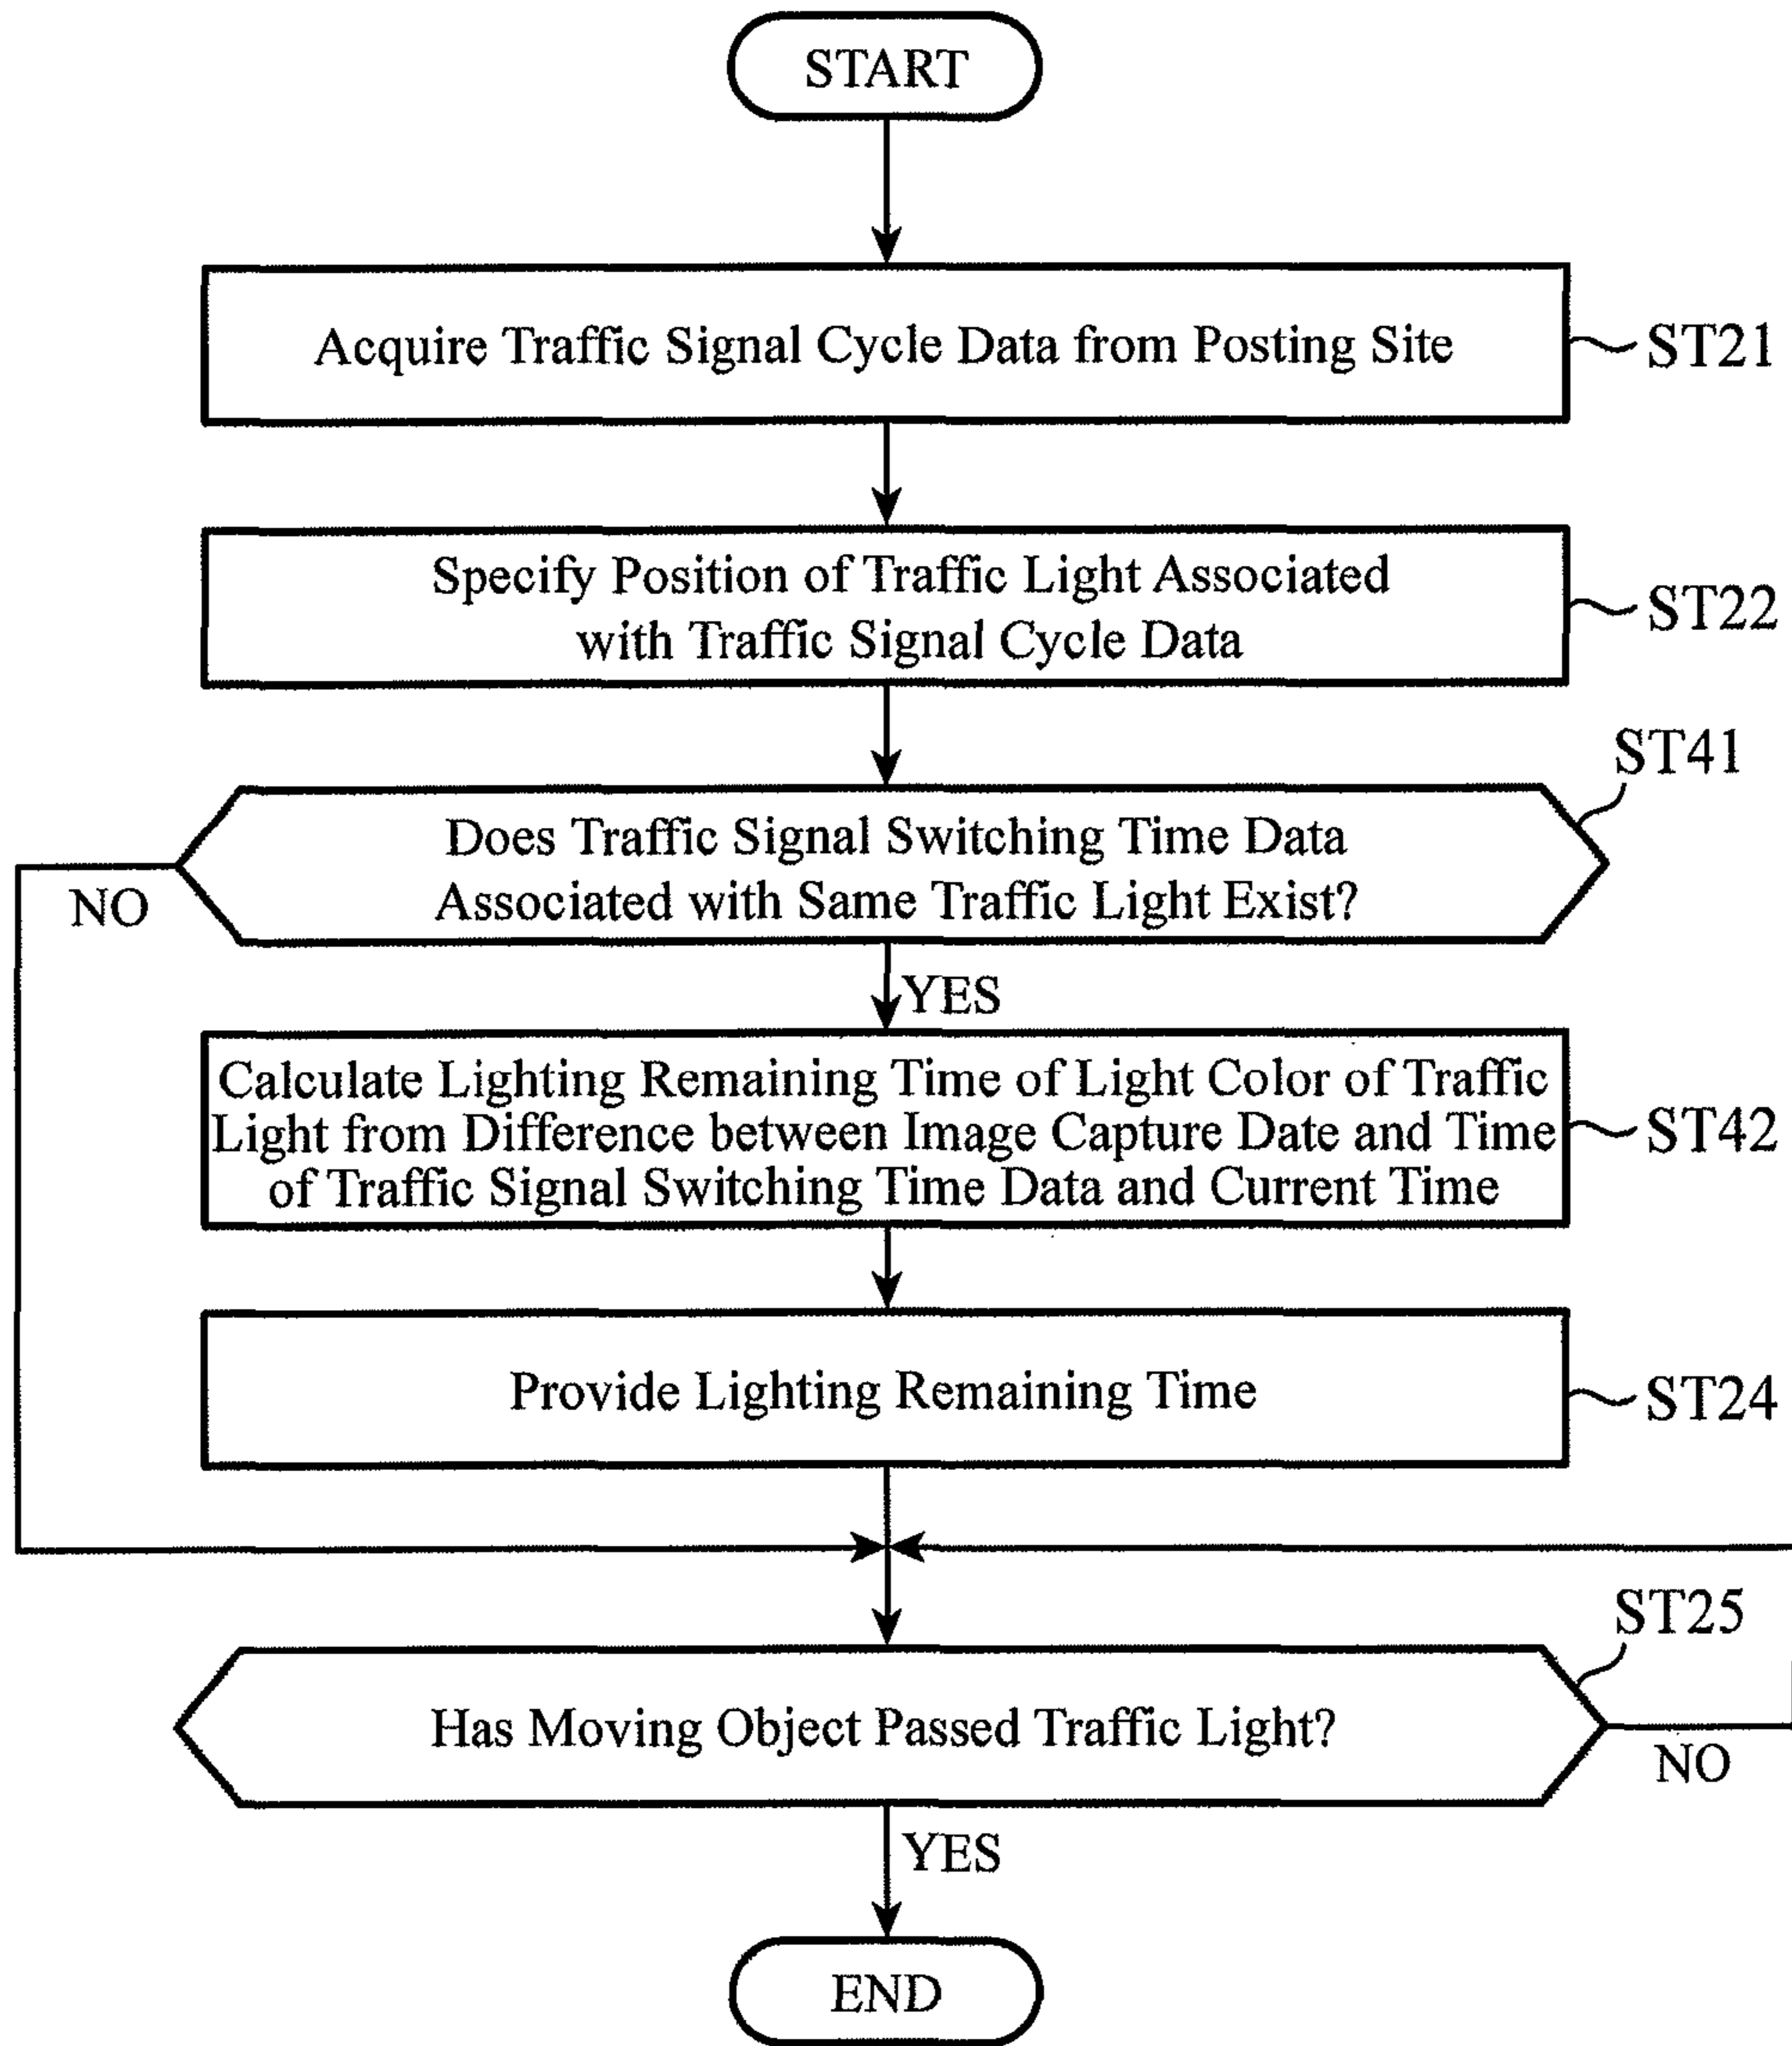 START
Acquire Traffic Signal Cycle Data from Posting Site
ST21
Specify Position of Traffic Light Associated
with Traffic Signal Cycle Data
ST22
ST41
Does Traffic Signal Switching Time Data
Associated with Same Traffic Light Exist?
NO
YES
Calculate Lighting Remaining Time of Light Color of Traffic
Light from Difference between Image Capture Date and Time
of Traffic Signal Switching Time Data and Current Time
ST42
Provide Lighting Remaining Time
ST24
ST25
Has Moving Object Passed Traffic Light?
NO
YES
END